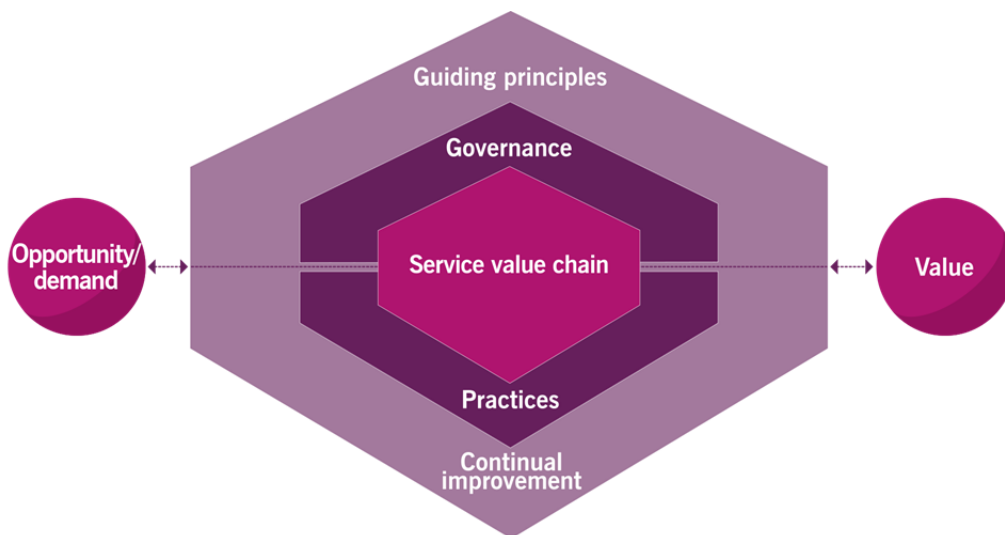 Guiding principles
Governance
Opportunity/
demand
Service value chain
Value
Practices
Continual
improvement